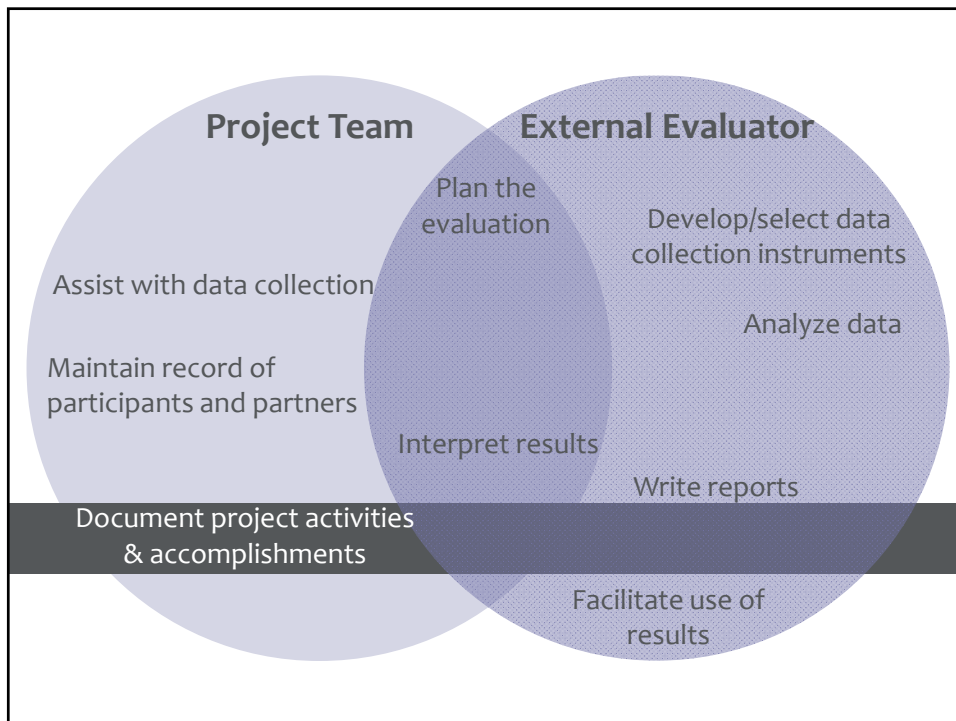 Project Team
External Evaluator
Plan the
evaluation
Develop/select data
collection instruments
Assist with data collection
Analyze data
Maintain record of
participants and partners
Interpret results
Write reports
Document project activities
& accomplishments
Facilitate use of
results